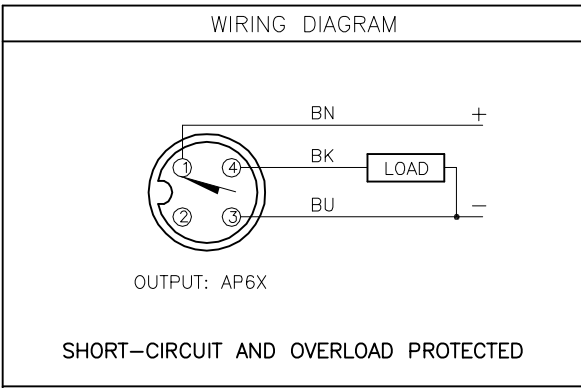 WIRING DIAGRAM
BN +
1 4 BK LOAD
2 3 BU −
OUTPUT: AP6X
SHORT−CIRCUIT AND OVERLOAD PROTECTED